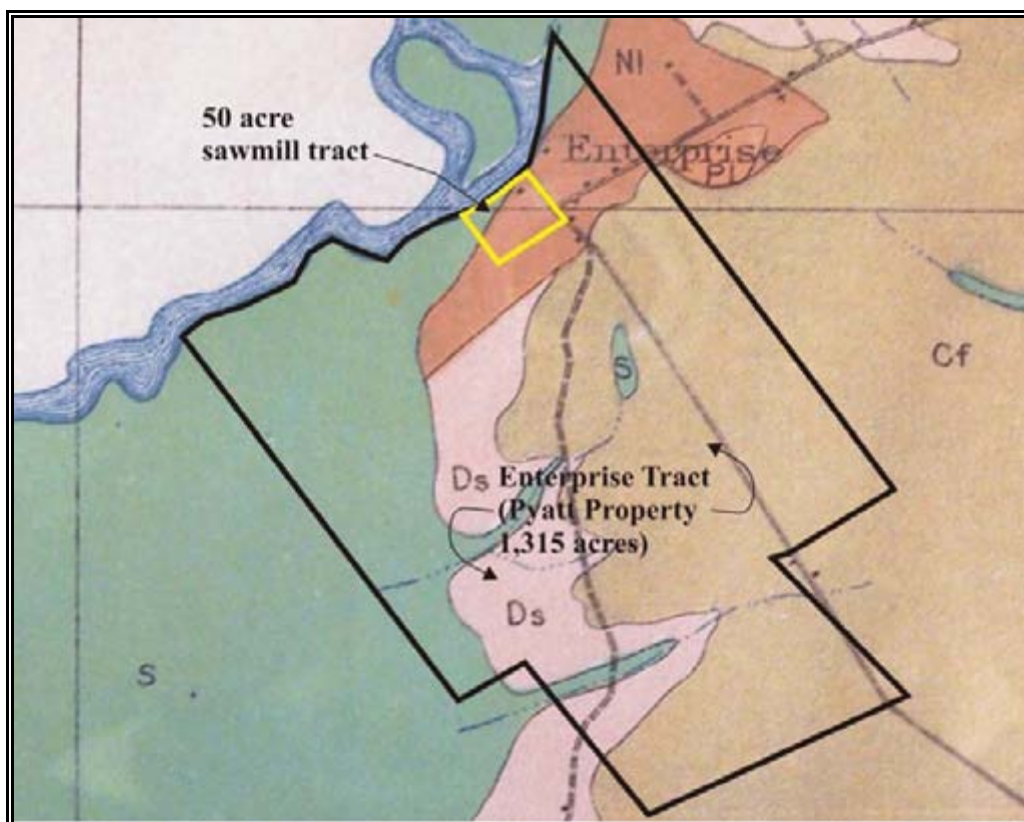 Nl
50 acre
sawmill tract
Enterprise
Pl
Cf
S
Ds Enterprise Tract
(Pyatt Property
1,315 acres)
Ds
S